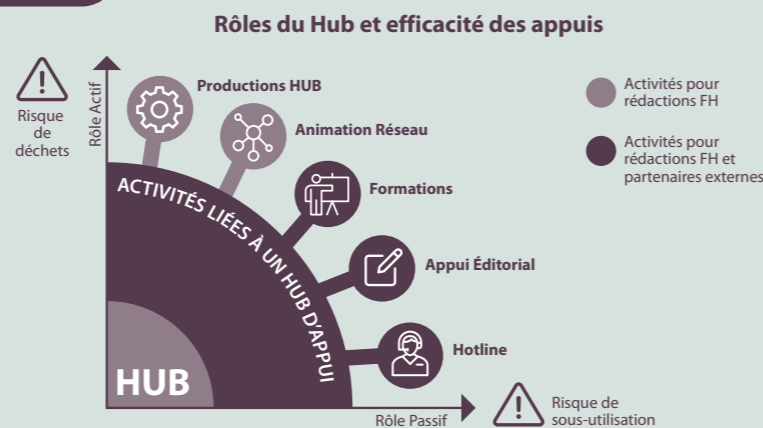 Rôles du Hub et efficacité des appuis
Risque
de
déchets
Rôle Actif
Productions HUB
Animation Réseau
Formations
Appui Éditorial
Hotline
Activités pour
rédactions FH
Activités pour
rédactions FH et
partenaires externes
ACTIVITÉS LIÉES À UN HUB D'APPUI
HUB
Rôle Passif
Risque de
sous-utilisation